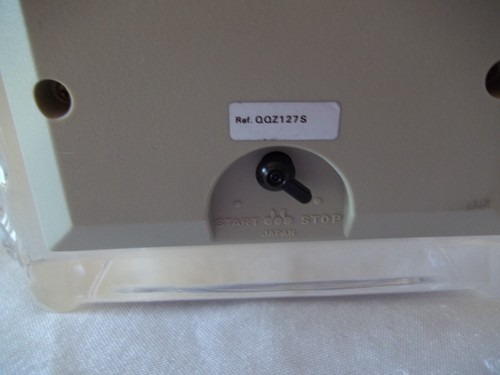 Ref. QQZ127S
START STOP
JAPAN